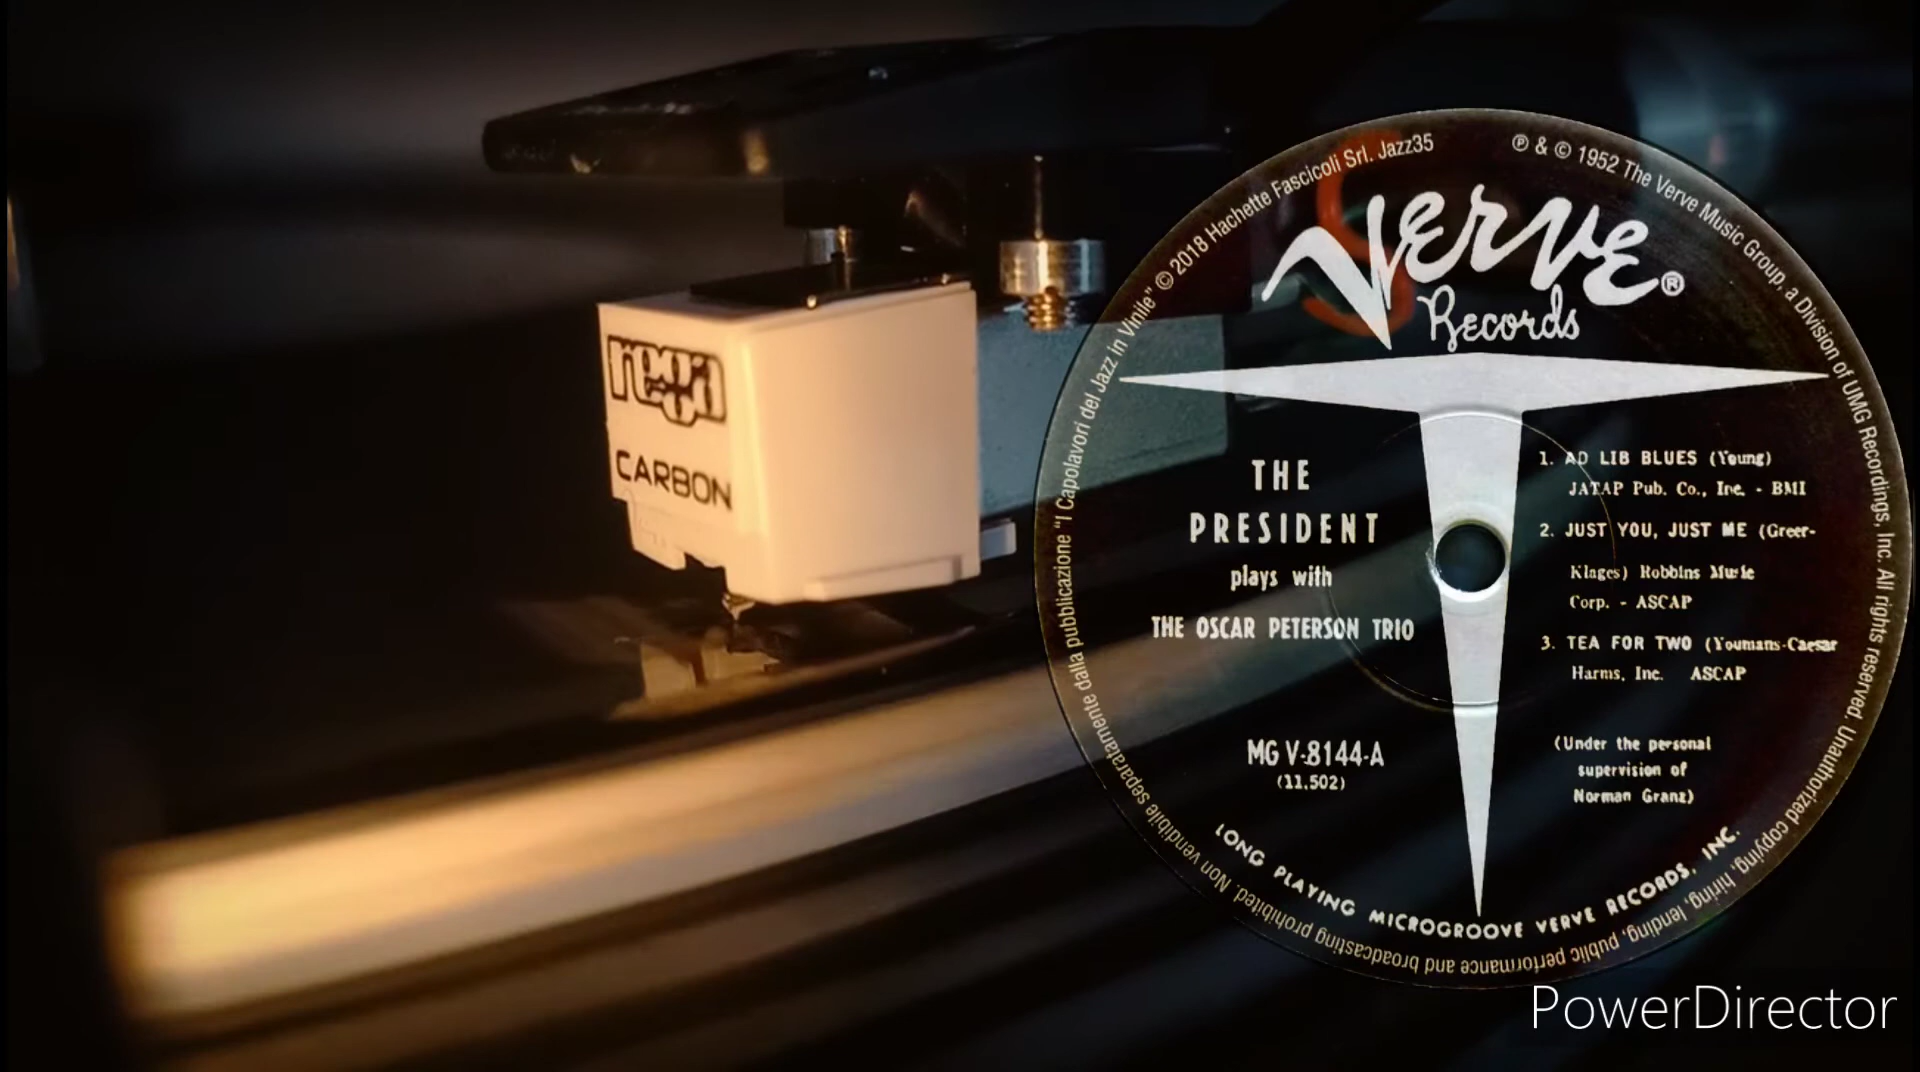 rega
CARBON
© 2018 Hachette Fascicoli Srl. Jazz35
℗ & © 1952 The Verve Music Group, a Division of UMG Recordings, Inc. All rights reserved. Unauthorized copying, hiring, lending, public performance and broadcasting prohibited. Non vendibile separatamente dalla pubblicazione "I Capolavori del Jazz in Vinile"
Verve®
Records
THE
PRESIDENT
plays with
THE OSCAR PETERSON TRIO
MG V-8144-A
(11,502)
1. AD LIB BLUES (Young)
JATAP Pub. Co., Inc. - BMI
2. JUST YOU, JUST ME (Greer-
Klages) Robbins Music
Corp. - ASCAP
3. TEA FOR TWO (Youmans-Caesar
Harms, Inc. ASCAP
(Under the personal
supervision of
Norman Granz)
LONG PLAYING MICROGROOVE VERVE RECORDS, INC.
PowerDirector